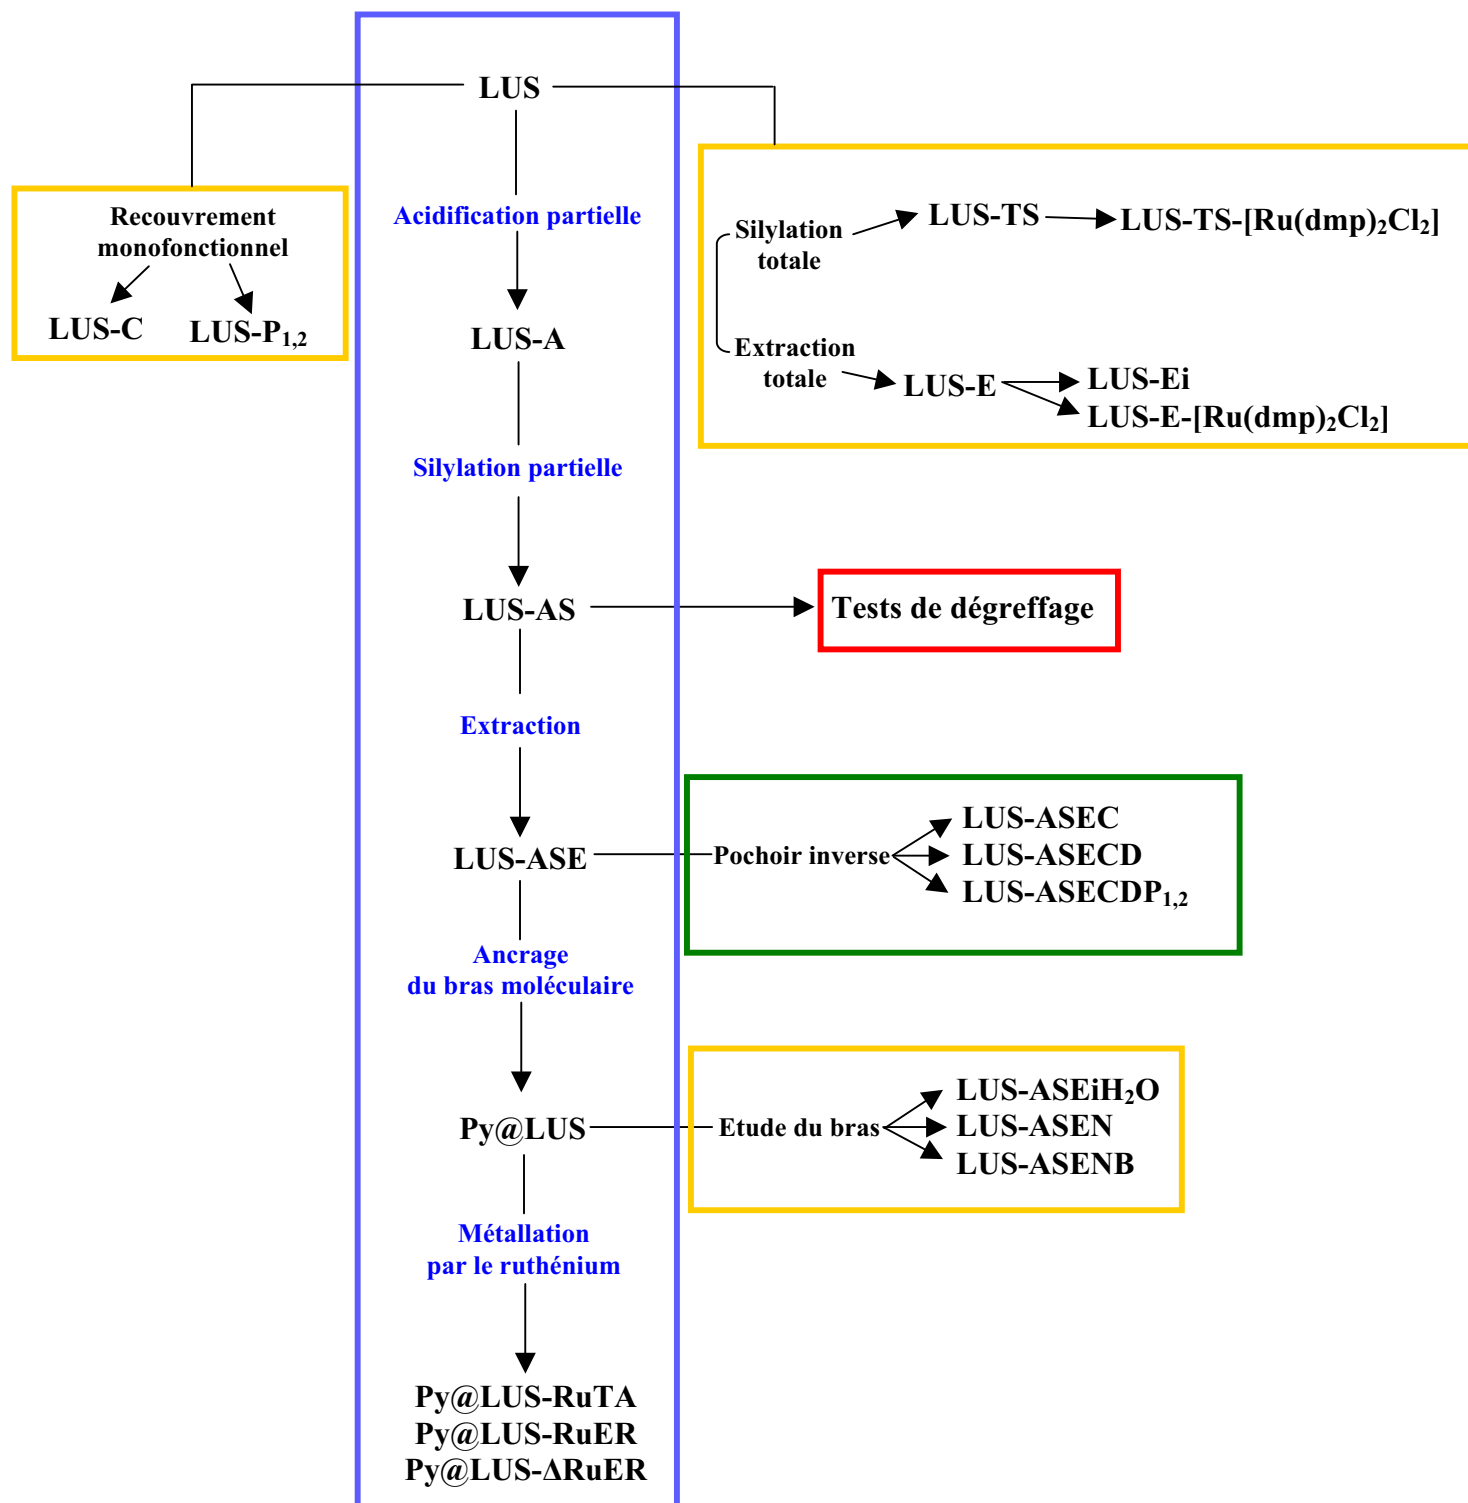 LUS
Recouvrement
monofonctionnel
LUS-C
LUS-P₁,₂
Acidification partielle
Silylation
totale
LUS-TS
LUS-TS-[Ru(dmp)₂Cl₂]
Extraction
totale
LUS-E
LUS-Ei
LUS-E-[Ru(dmp)₂Cl₂]
LUS-A
Silylation partielle
LUS-AS
Tests de dégreffage
Extraction
LUS-ASE
Pochoir inverse
LUS-ASEC
LUS-ASECD
LUS-ASECDP₁,₂
Ancrage
du bras moléculaire
Py@LUS
Etude du bras
LUS-ASEiH₂O
LUS-ASEN
LUS-ASENB
Métallation
par le ruthénium
Py@LUS-RuTA
Py@LUS-RuER
Py@LUS-ΔRuER